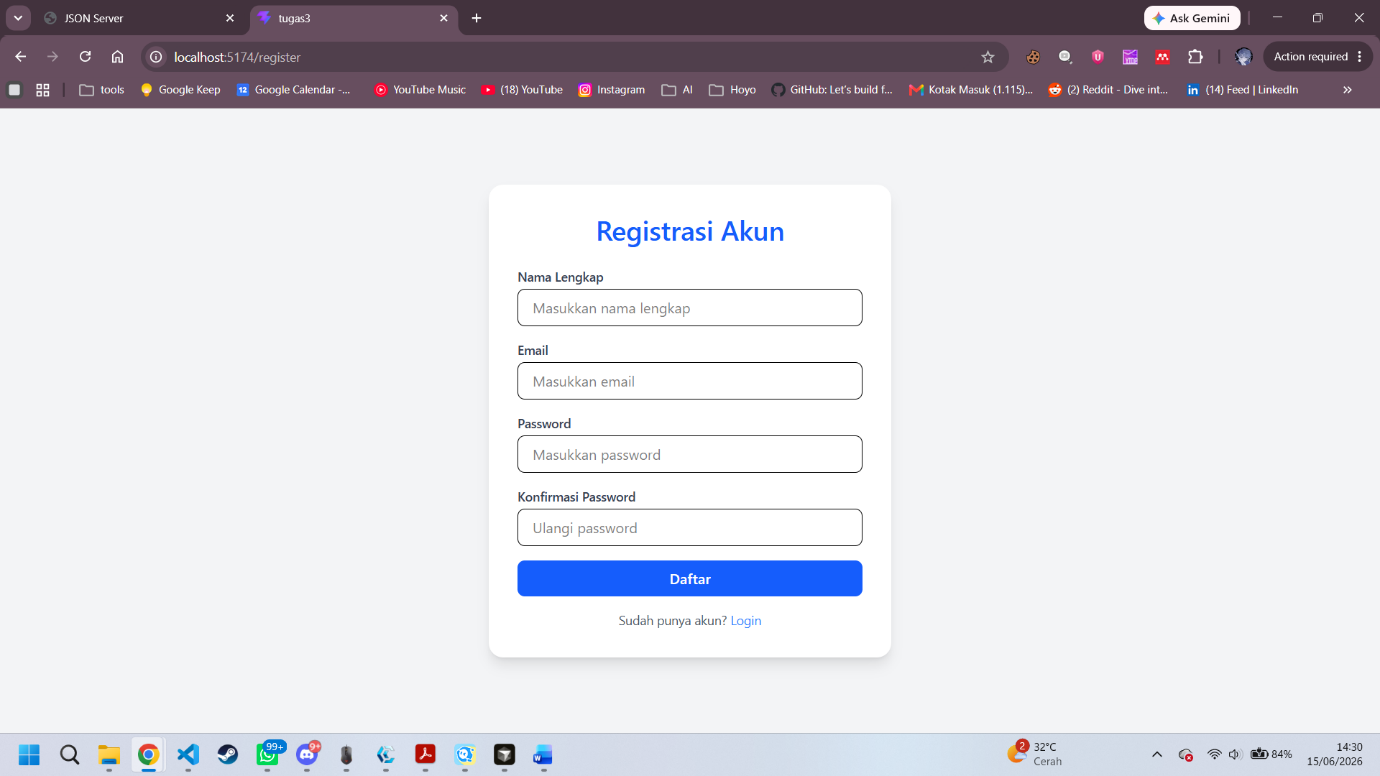 JSON Server
tugas3
Ask Gemini
localhost:5174/register
Action required
tools
Google Keep
12
Google Calendar -...
YouTube Music
(18) YouTube
Instagram
AI
Hoyo
GitHub: Let's build f...
Kotak Masuk (1.115)...
(2) Reddit - Dive int...
(14) Feed | LinkedIn
Registrasi Akun
Nama Lengkap
Masukkan nama lengkap
Email
Masukkan email
Password
Masukkan password
Konfirmasi Password
Ulangi password
Daftar
Sudah punya akun? Login
99+
9+
2
32°C
Cerah
84%
14:30
15/06/2026